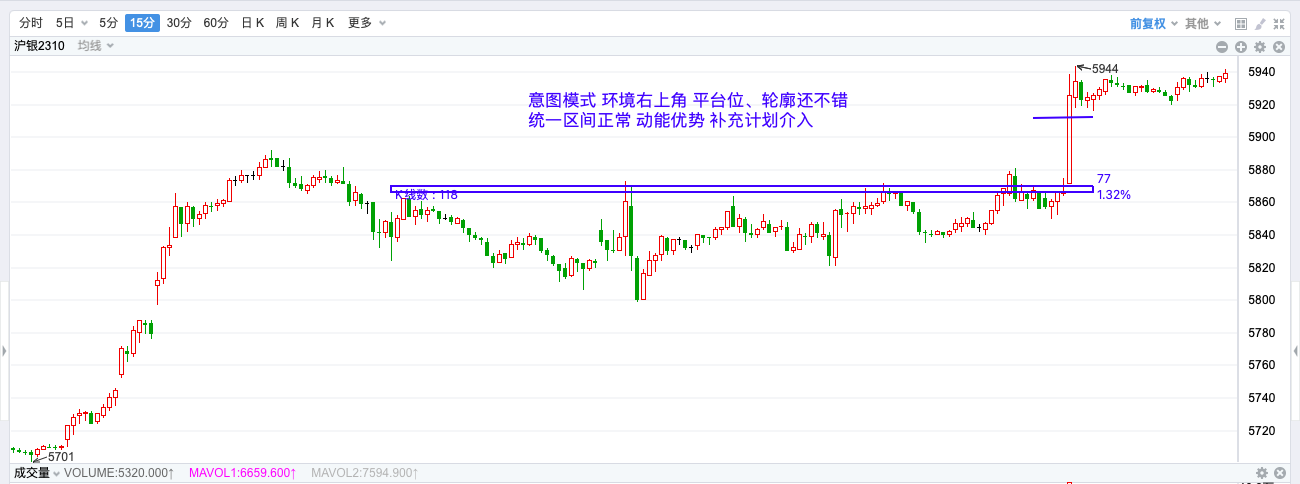 分时 5日 5分 15分 30分 60分 日K 周K 月K 更多 前复权 其他
沪银2310 均线
5944
5940
意图模式 环境右上角 平台位、轮廓还不错
5920
统一区间正常 动能优势 补充计划介入
5900
5880
77
K线数：118 1.32%
5860
5840
5820
5800
5780
5760
5740
5720
5701
成交量 VOLUME:5320.000↑ MAVOL1:6659.600↑ MAVOL2:7594.900↑